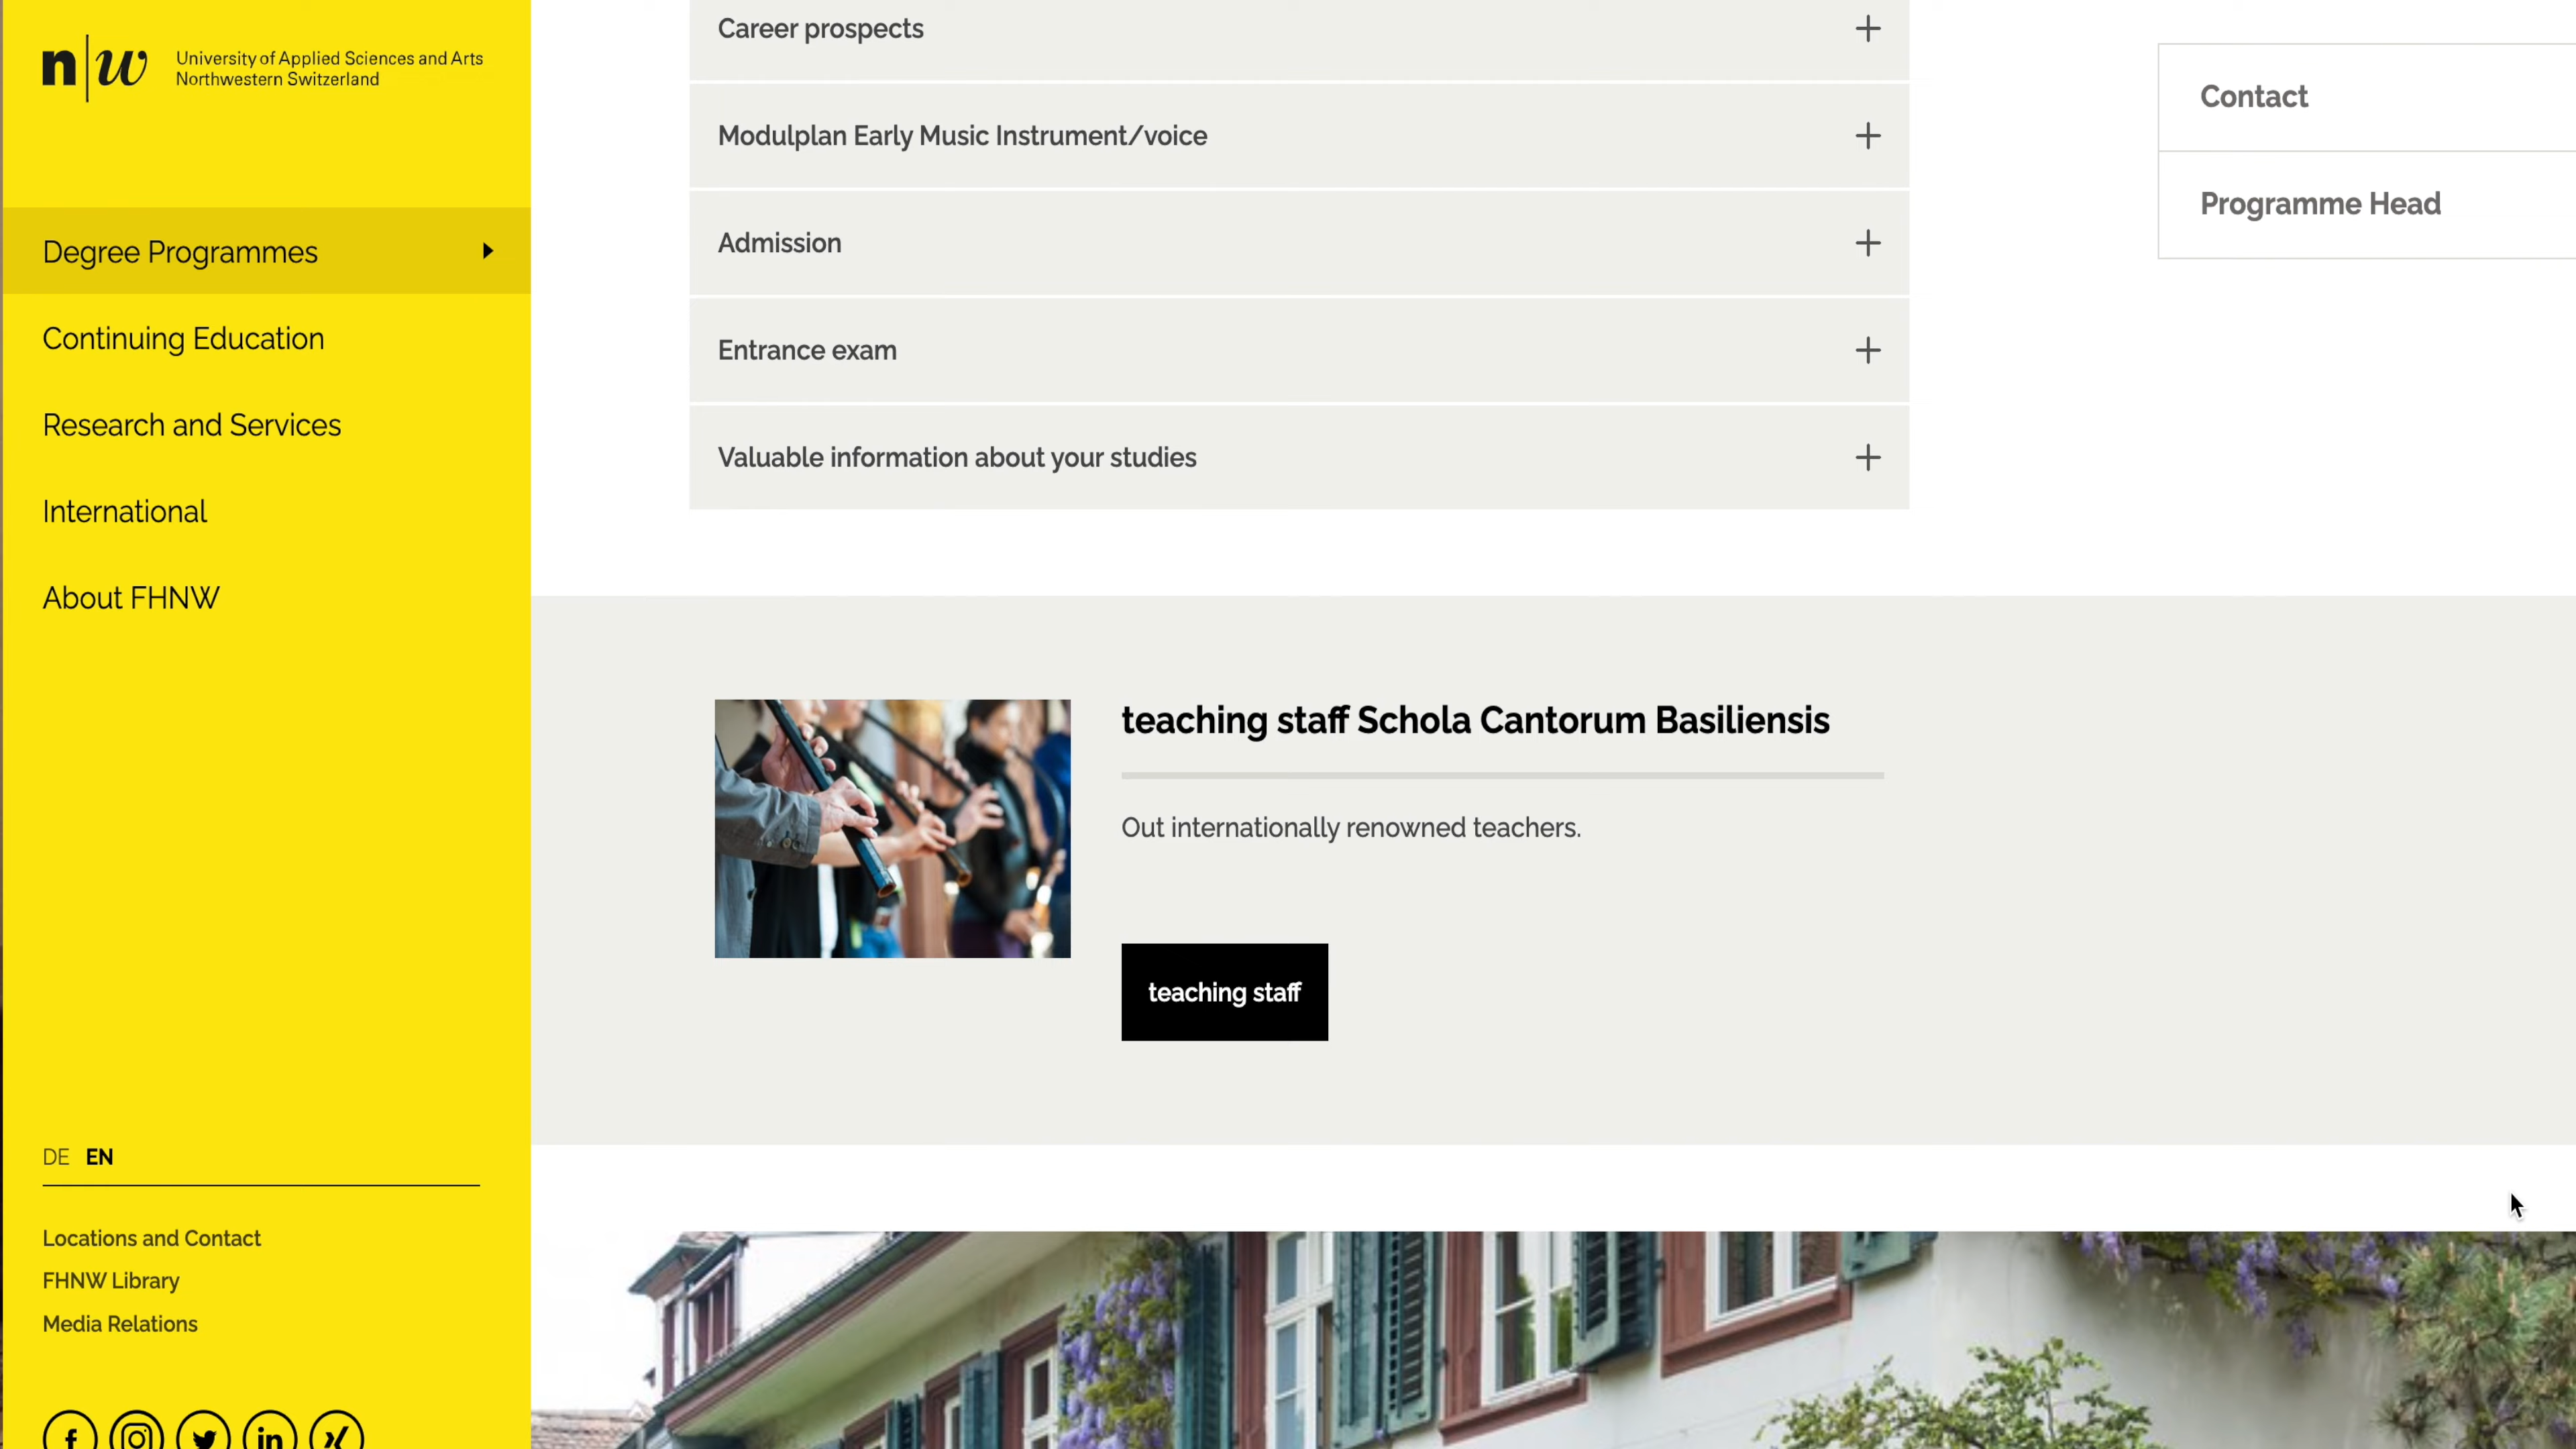 n|w University of Applied Sciences and Arts
Northwestern Switzerland
Degree Programmes
Continuing Education
Research and Services
International
About FHNW
DE EN
Locations and Contact
FHNW Library
Media Relations
Career prospects
Modulplan Early Music Instrument/voice
Admission
Entrance exam
Valuable information about your studies
Contact
Programme Head
teaching staff Schola Cantorum Basiliensis
Out internationally renowned teachers.
teaching staff